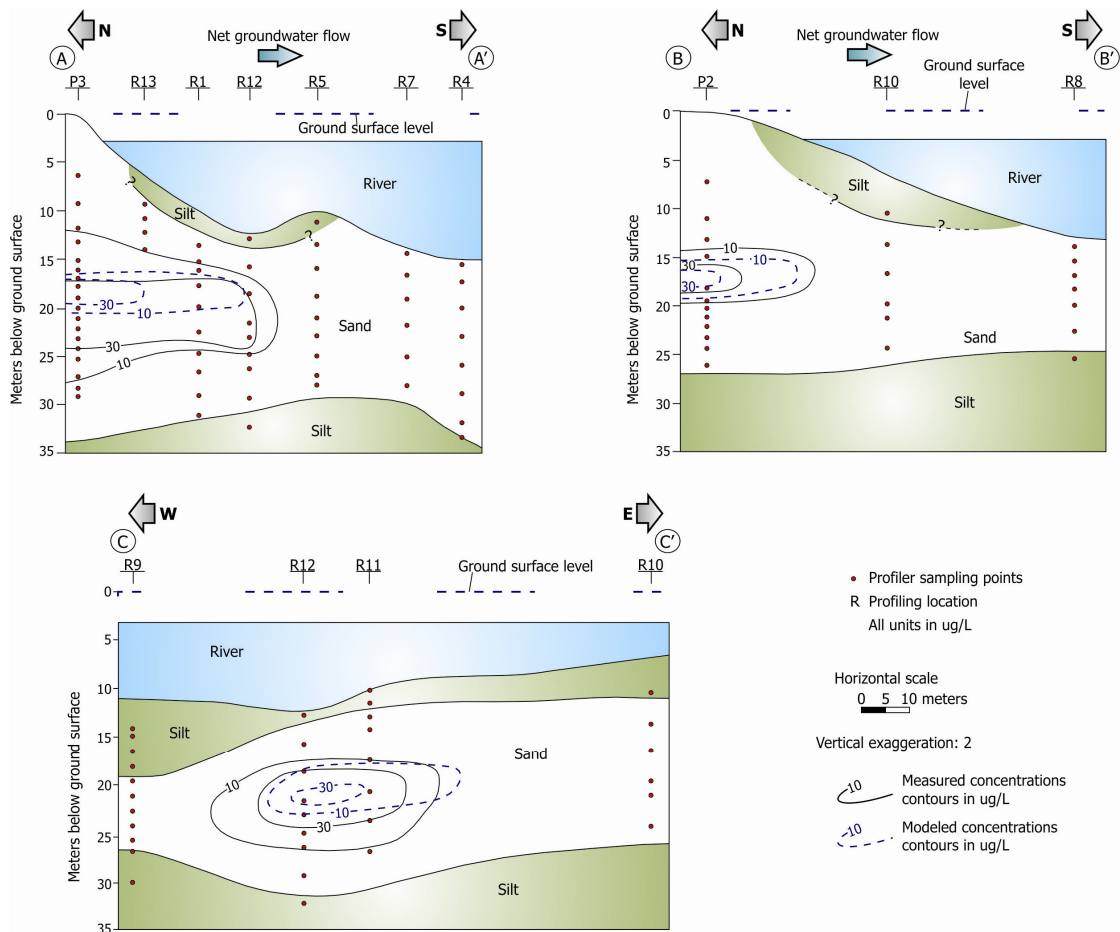 N
Net groundwater flow
S
A
A’
P3
R13
R1
R12
R5
R7
R4
0
Ground surface level
5
River
?
10
Silt
?
15
30
20
10
Sand
30
25
10
30
Silt
35
Meters below ground surface
N
Net groundwater flow
S
B
B’
Ground surface
level
P2
R10
R8
0
5
Silt
River
10
?
?
15
10
30
10
30
20
Sand
25
30
Silt
35
Meters below ground surface
W
E
C
C’
R9
R12
R11
Ground surface level
R10
0
5
River
10
Silt
15
Sand
20
10
30
10
30
25
30
Silt
35
Meters below ground surface
Profiler sampling points
R Profiling location
All units in ug/L
Horizontal scale
0 5 10 meters
Vertical exaggeration: 2
10
Measured concentrations
contours in ug/L
10
Modeled concentrations
contours in ug/L